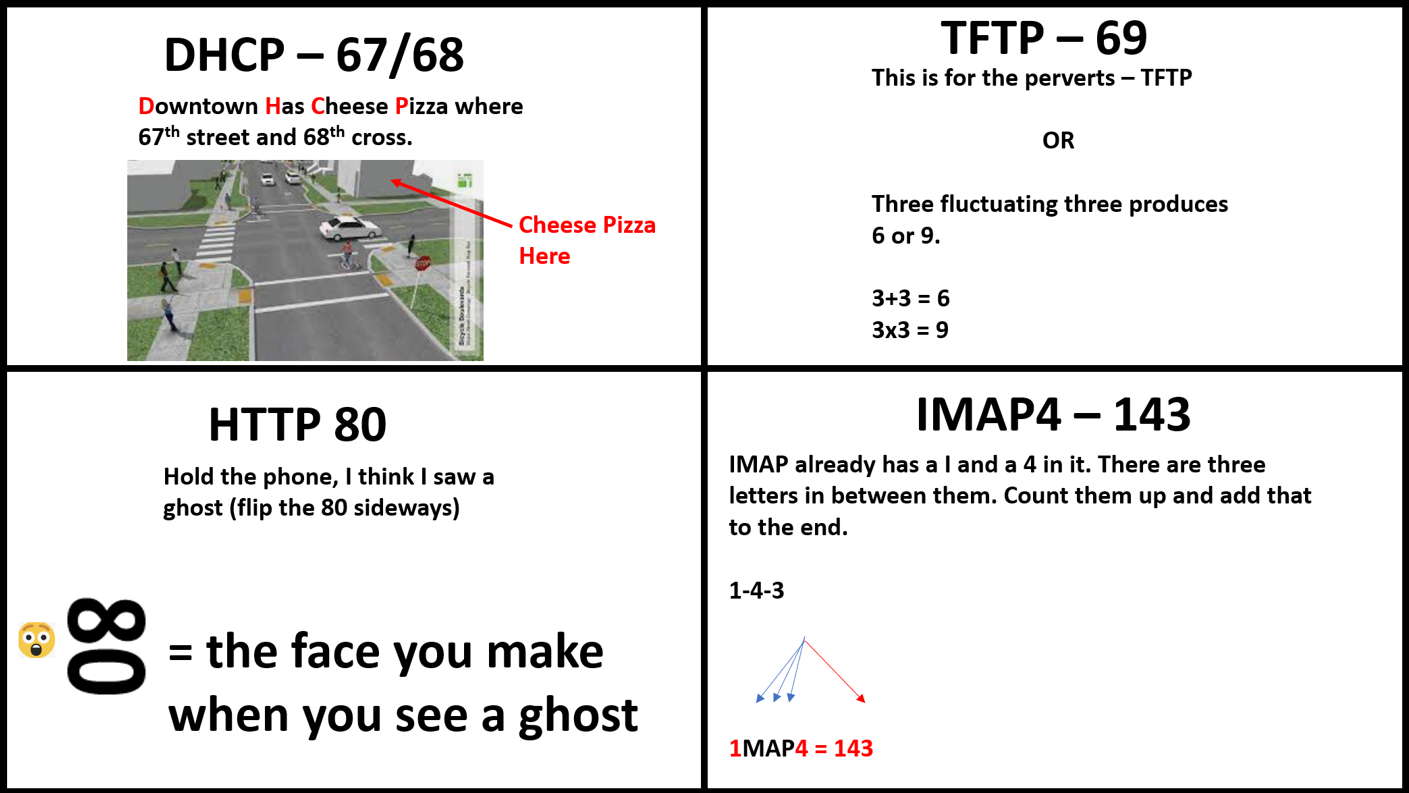 DHCP – 67/68
Downtown Has Cheese Pizza where
67th street and 68th cross.
STOP
Bicycle Boulevards
Cheese Pizza
Here
TFTP – 69
This is for the perverts – TFTP
OR
Three fluctuating three produces
6 or 9.
3+3 = 6
3x3 = 9
HTTP 80
Hold the phone, I think I saw a
ghost (flip the 80 sideways)
80
= the face you make
when you see a ghost
IMAP4 – 143
IMAP already has a I and a 4 in it. There are three
letters in between them. Count them up and add that
to the end.
1-4-3
1MAP4 = 143